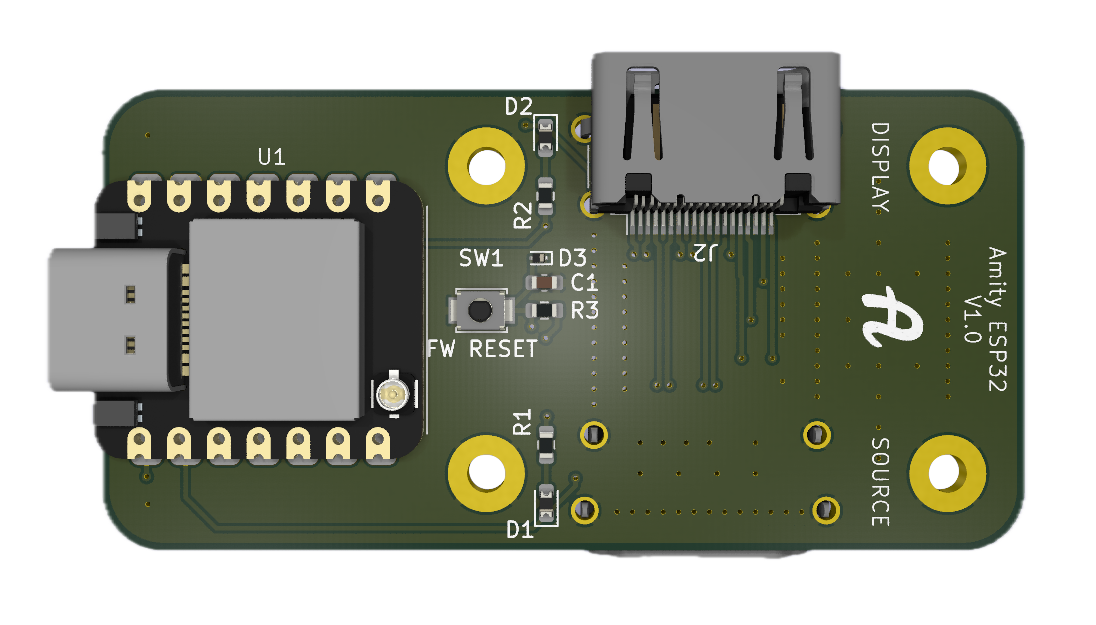 D2
U1
DISPLAY
R2
J2
SW1
D3
C1
R3
FW RESET
Amity ESP32
V1.0
R1
SOURCE
D1